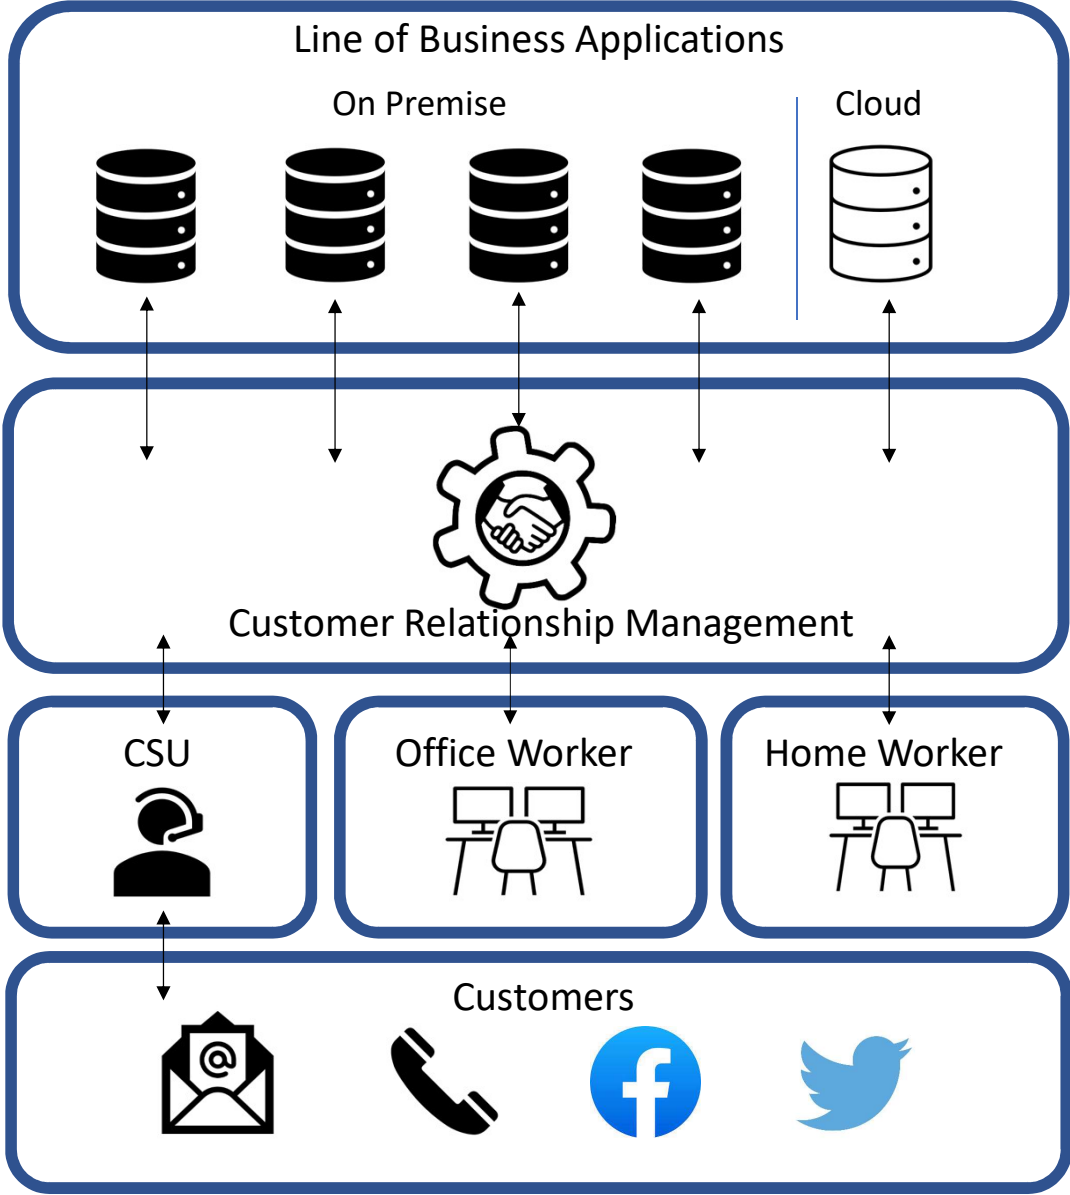 Line of Business Applications
On Premise
Cloud
Customer Relationship Management
CSU
Office Worker
Home Worker
Customers
@